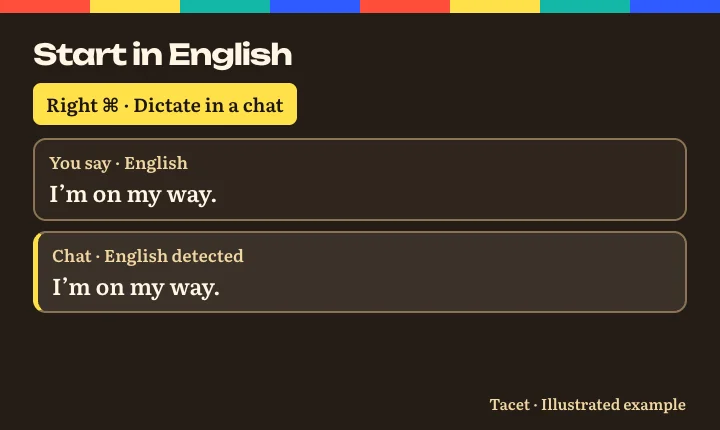 Start in English
Right ⌘ · Dictate in a chat
You say · English
I’m on my way.
Chat · English detected
I’m on my way.
Tacet · Illustrated example